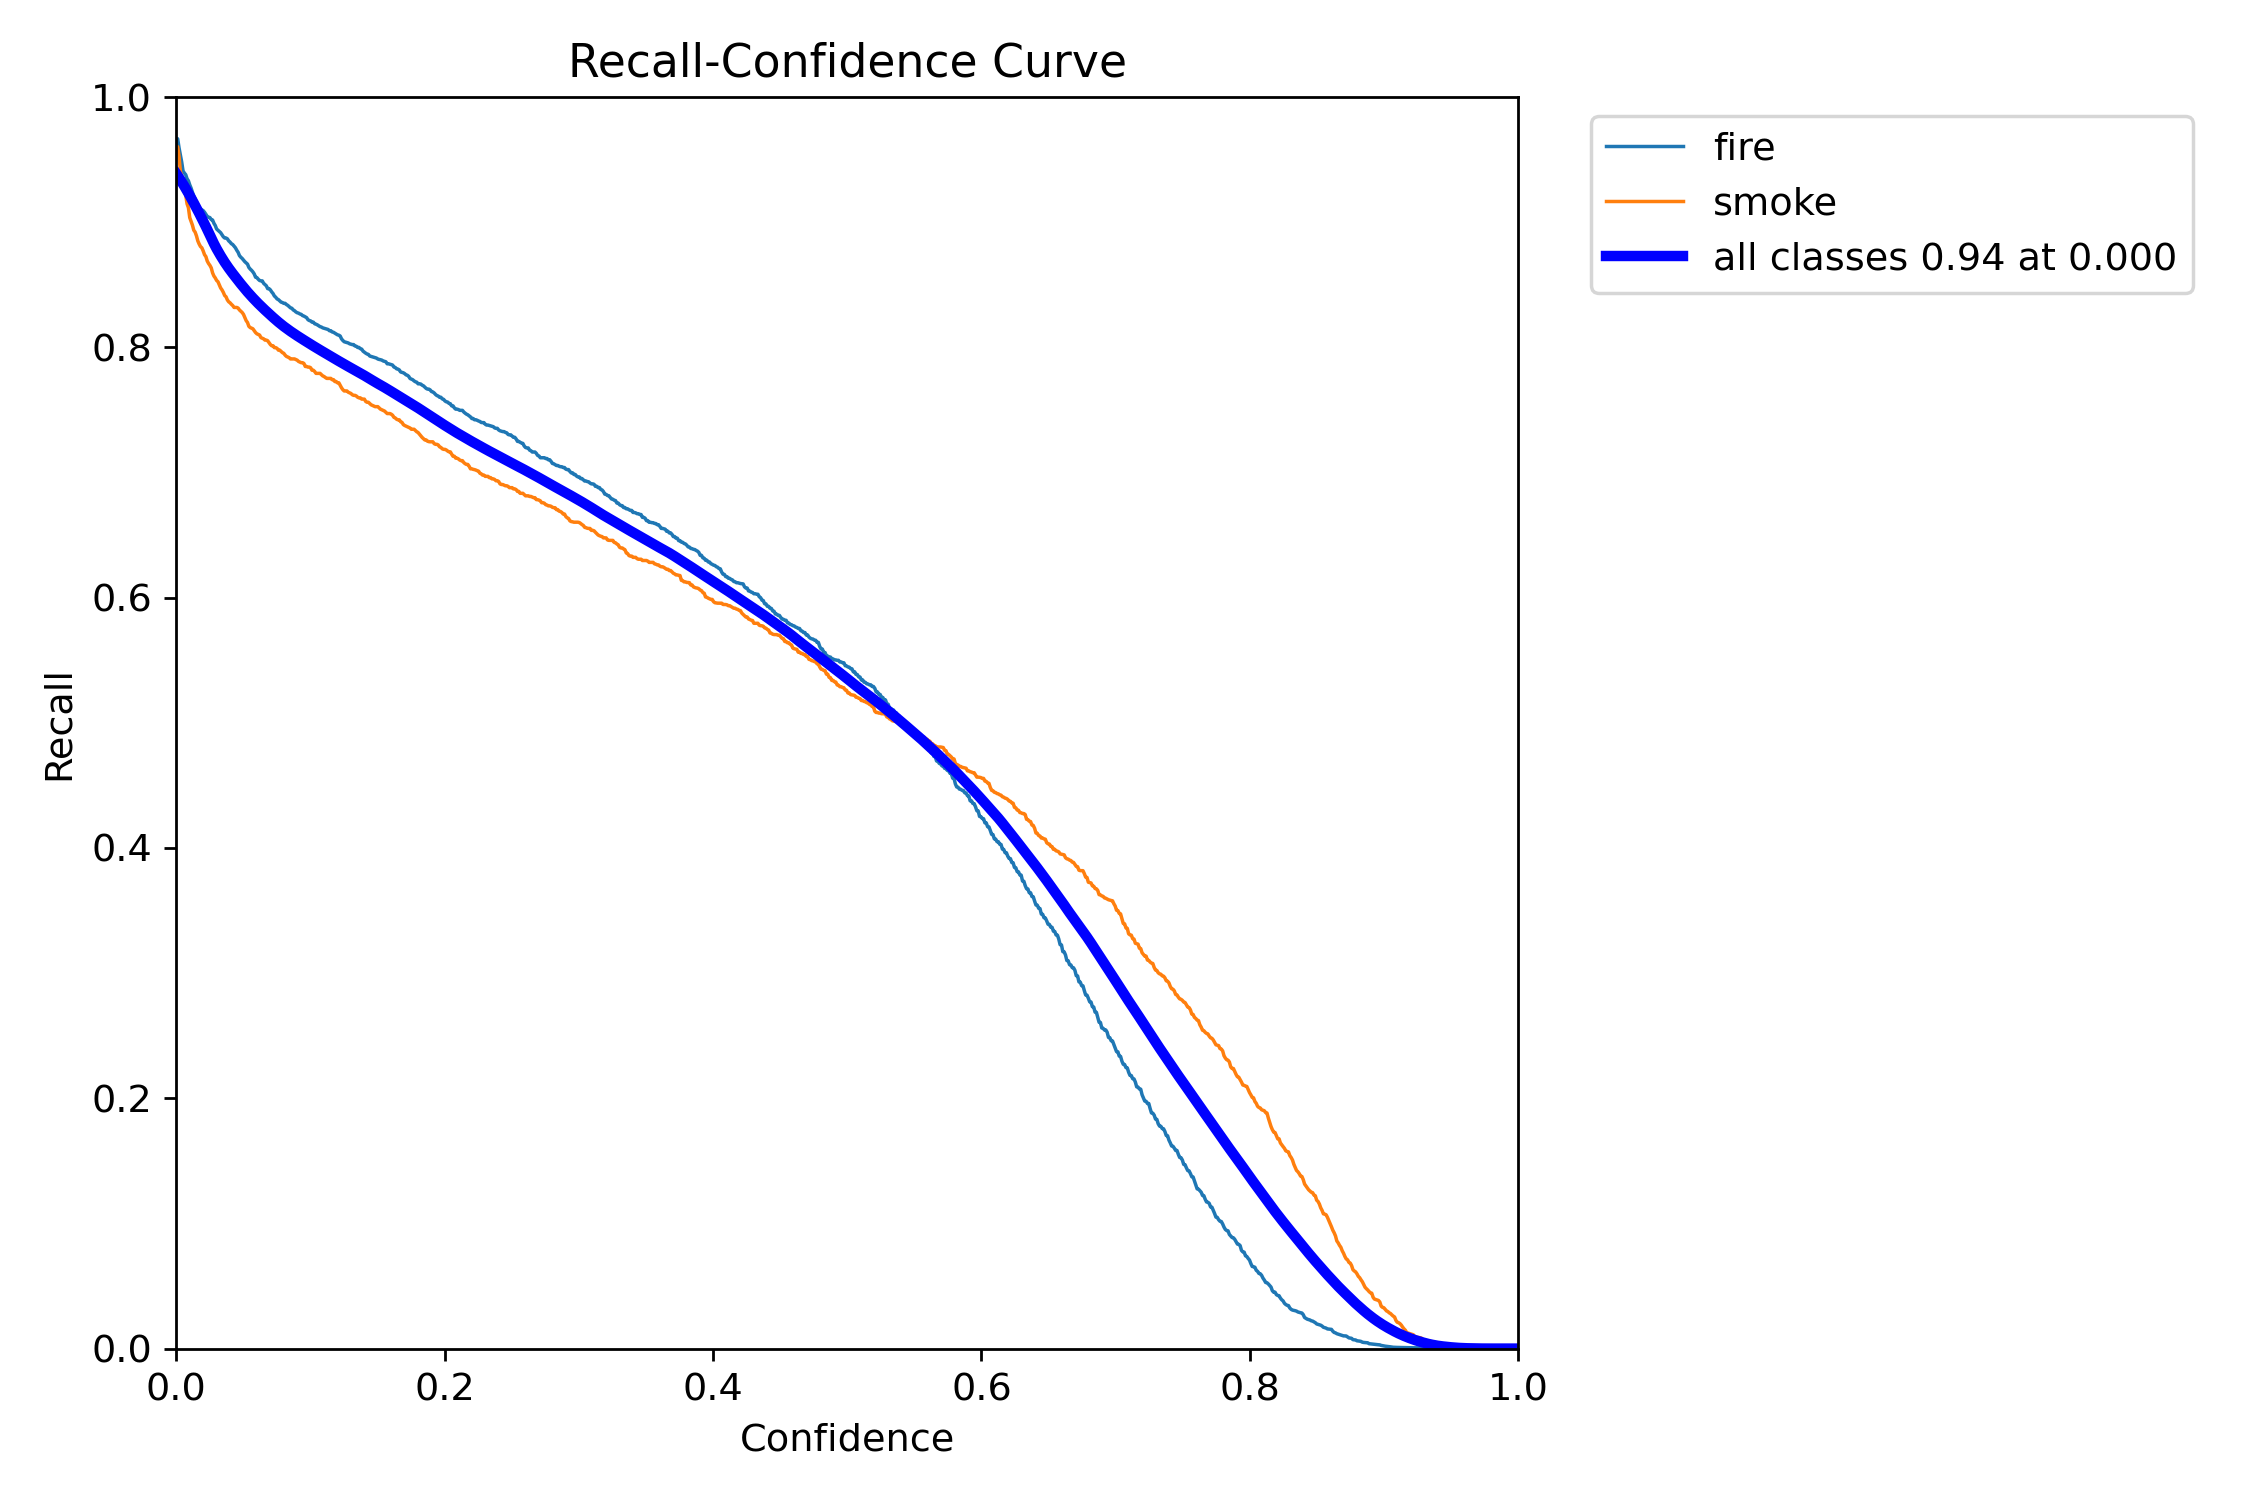 Recall-Confidence Curve
1.0
0.8
0.6
0.4
0.2
0.0
Recall
0.0 0.2 0.4 0.6 0.8 1.0
Confidence
fire
smoke
all classes 0.94 at 0.000